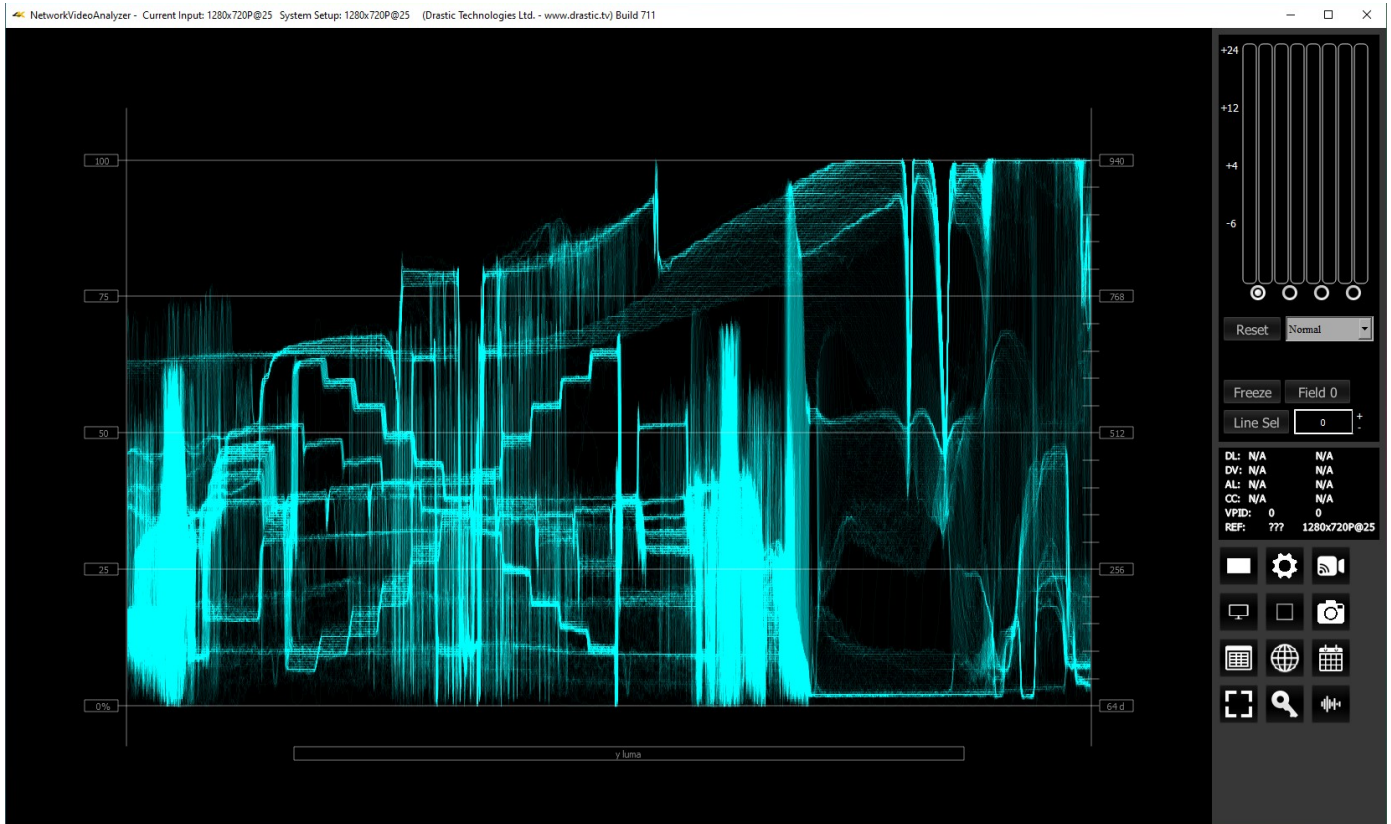 NetworkVideoAnalyzer - Current Input: 1280x720P@25 System Setup: 1280x720P@25 (Drastic Technologies Ltd. - www.drastic.tv) Build 711
100
75
50
25
0%
940
768
512
256
64 d
y luma
+24
+12
+4
-6
Reset Normal
Freeze Field 0
Line Sel 0 + -
DL: N/A N/A
DV: N/A N/A
AL: N/A N/A
CC: N/A N/A
VPID: 0 0
REF: ??? 1280x720P@25